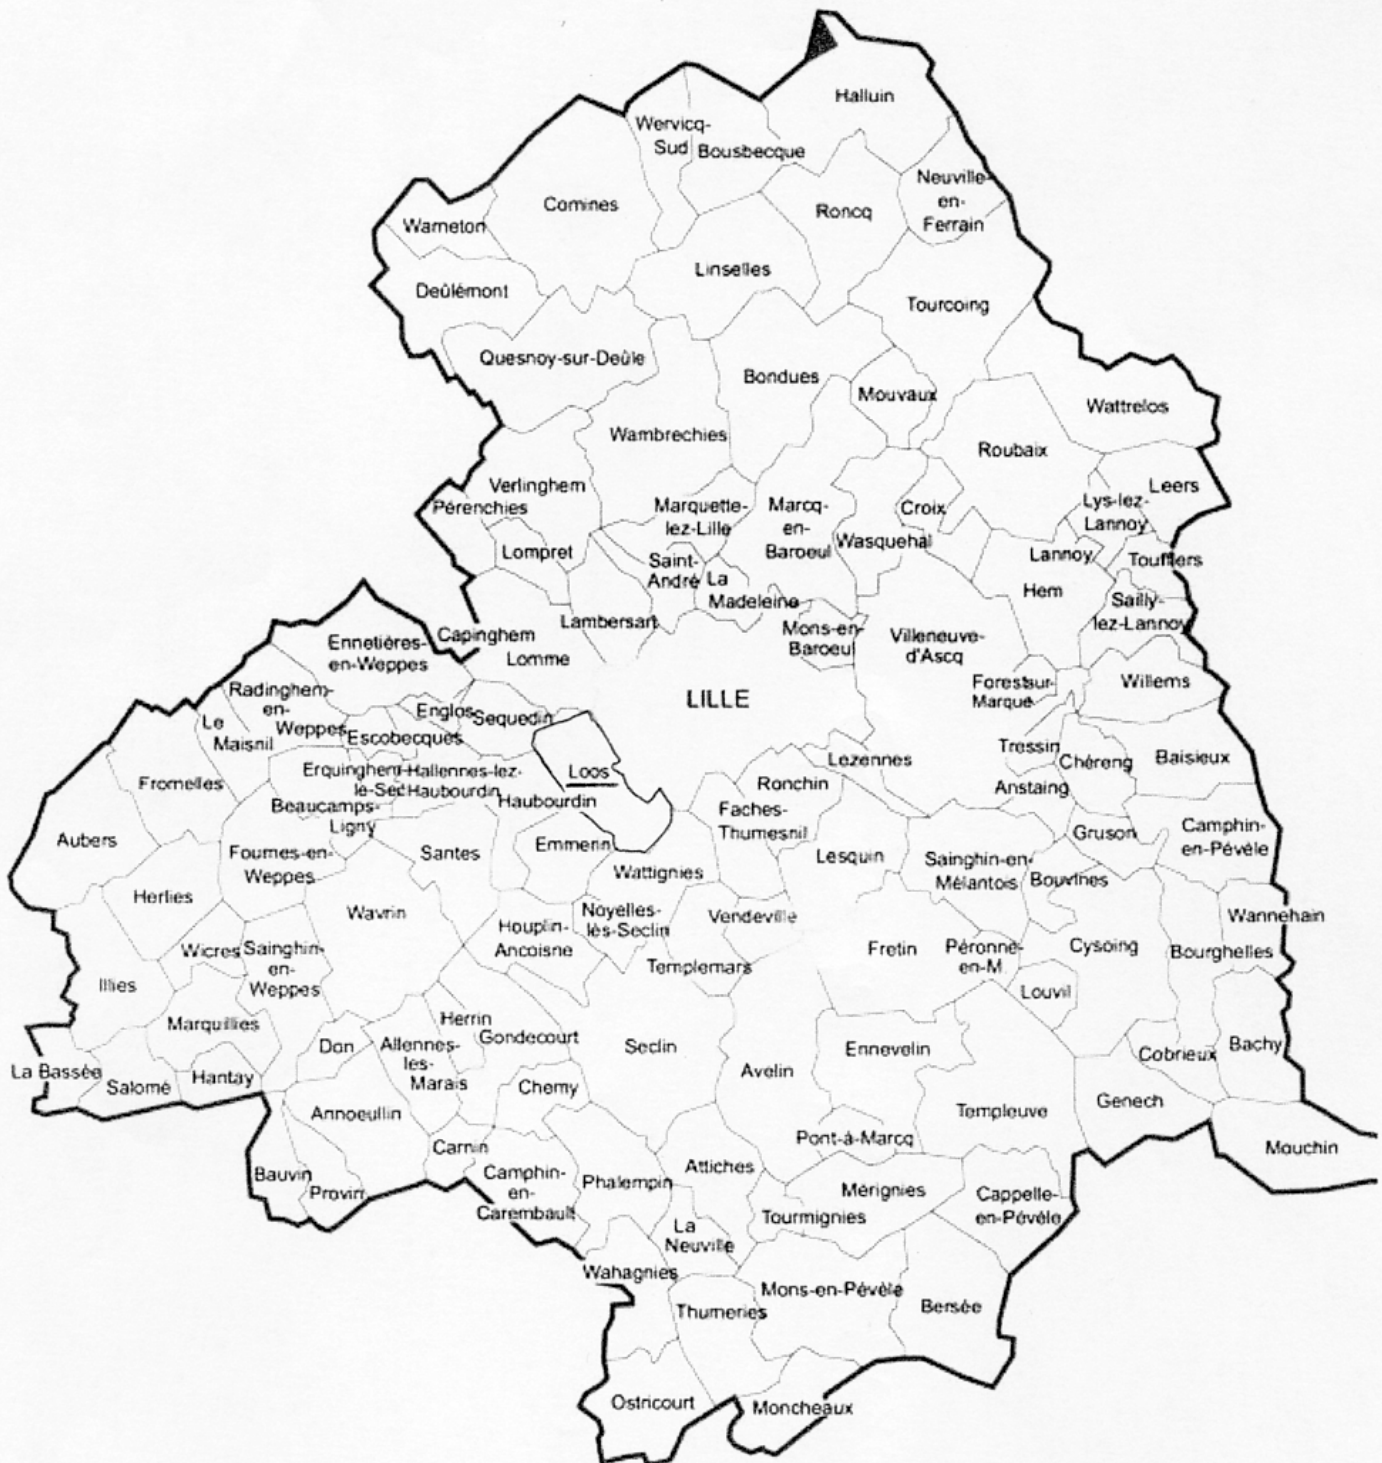 Halluin
Wervicq-
Sud
Bousbecque
Neuville-
en-
Ferrain
Comines
Roncq
Warneton
Linselles
Deûlémont
Tourcoing
Quesnoy-sur-Deûle
Bondues
Mouvaux
Wattrelos
Wambrechies
Roubaix
Verlinghem
Leers
Pérenchies
Marquette-
lez-Lille
Marcq-
en-
Baroeul
Croix
Lys-lez-
Lannoy
Wasquehal
Lompret
Lannoy
Toufflers
Saint-
André
La
Madeleine
Hem
Sailly-
lez-Lannoy
Lambersart
Capinghem
Mons-en-
Baroeul
Villeneuve-
d'Ascq
Ennetières-
en-Weppes
Lomme
Forest-sur-
Marque
Willems
Radinghem-
en-
Weppes
LILLE
Englos
Sequedin
Le
Maisnil
Escobecques
Tressin
Lezennes
Chéreng
Baisieux
Fromelles
Erquinghem-
le-Sec
Hallennes-lez-
Haubourdin
Loos
Ronchin
Anstaing
Haubourdin
Beaucamps-
Ligny
Faches-
Thumesnil
Gruson
Camphin-
en-Pévèle
Aubers
Fournes-en-
Weppes
Santes
Emmerin
Lesquin
Sainghin-en-
Mélantois
Wattignies
Bouvines
Herlies
Wavrin
Noyelles-
lès-Seclin
Vendeville
Wannehain
Houplin-
Ancoisne
Wicres
Sainghin-
en-
Weppes
Fretin
Péronne-
en-M.
Cysoing
Bourghelles
Templemars
Illies
Louvil
Marquillies
Herrin
Gondecourt
Don
Allennes-
les-
Marais
Seclin
Ennevelin
Cobrieux
Bachy
La Bassée
Salomé
Hantay
Avelin
Chemy
Annoeullin
Templeuve
Genech
Carnin
Pont-à-Marcq
Mouchin
Bauvin
Provin
Camphin-
en-
Carembault
Phalempin
Attiches
Mérignies
Cappelle-
en-Pévèle
Tourmignies
La
Neuville
Wahagnies
Mons-en-Pévèle
Thumeries
Bersée
Ostricourt
Moncheaux